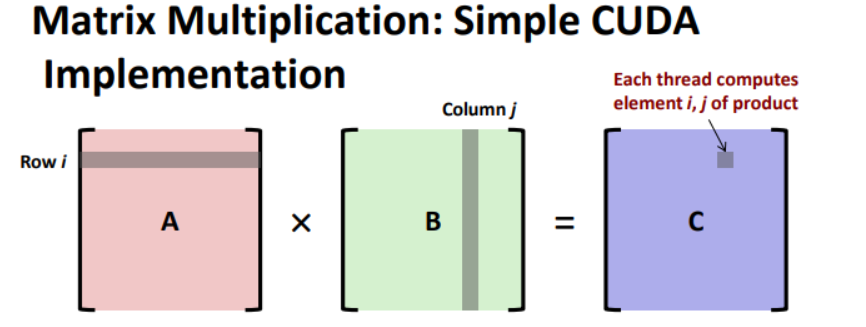 Matrix Multiplication: Simple CUDA
Implementation
Each thread computes
element i, j of product
Column j
Row i
A
×
B
=
C